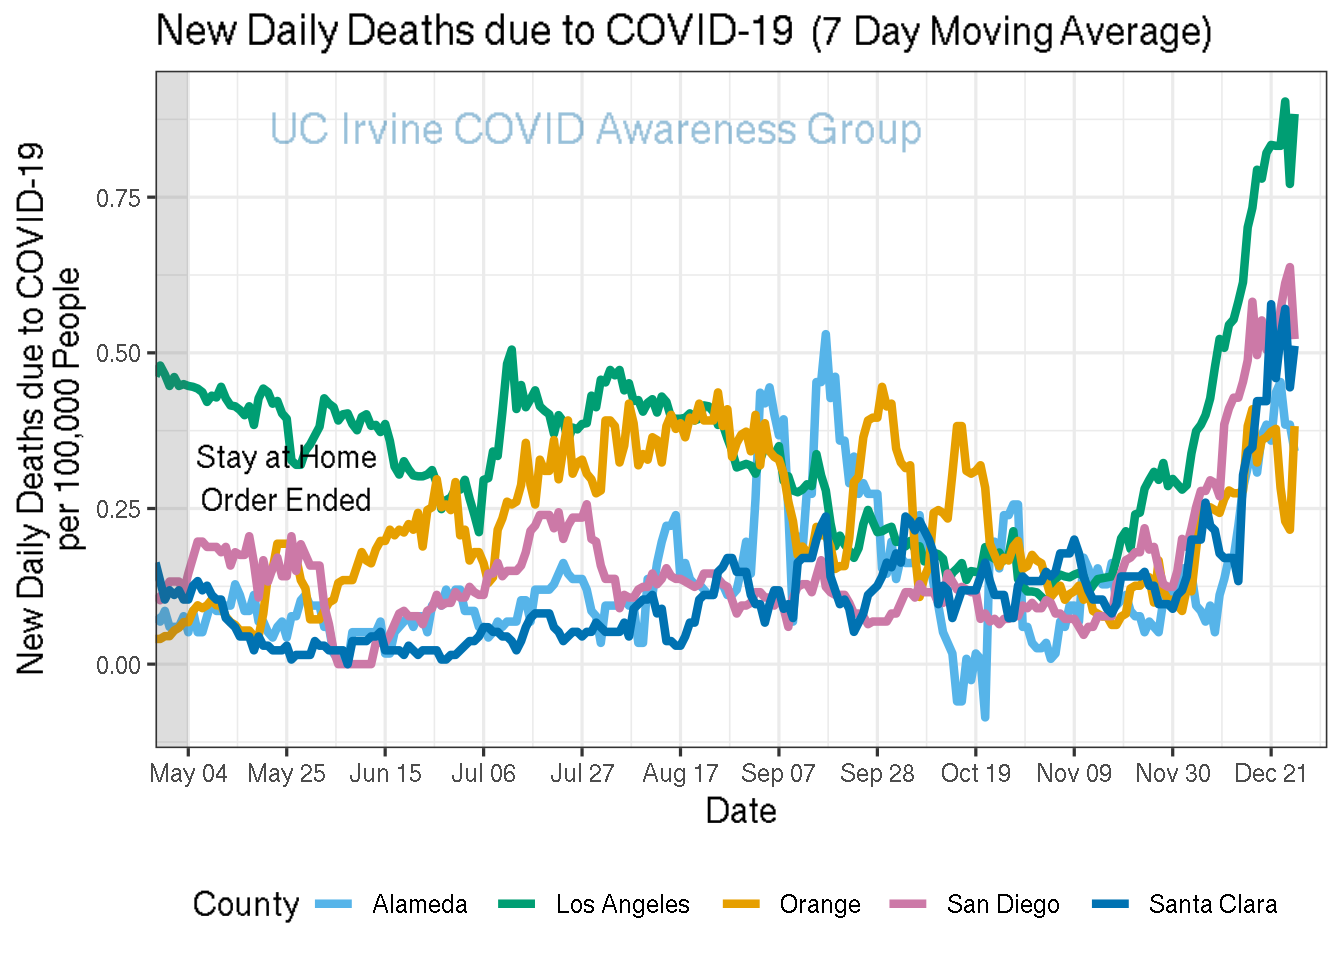 New Daily Deaths due to COVID-19 (7 Day Moving Average)
UC Irvine COVID Awareness Group
New Daily Deaths due to COVID-19
per 100,000 People
0.75
0.50
0.25
0.00
Stay at Home
Order Ended
May 04 May 25 Jun 15 Jul 06 Jul 27 Aug 17 Sep 07 Sep 28 Oct 19 Nov 09 Nov 30 Dec 21
Date
County Alameda Los Angeles Orange San Diego Santa Clara